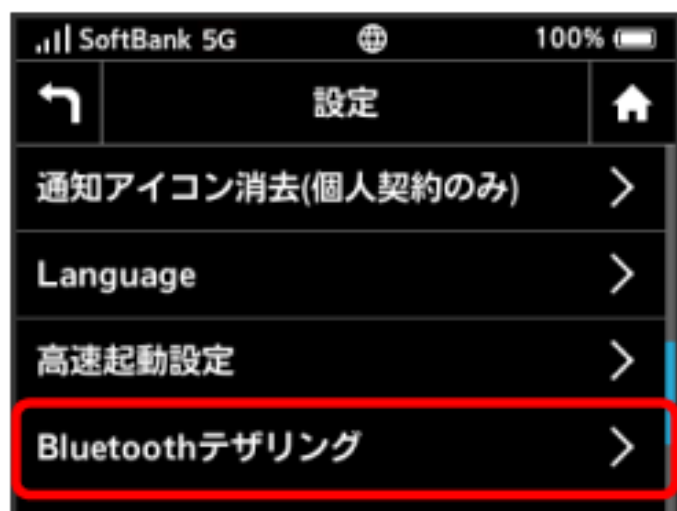 SoftBank 5G 100%
設定
通知アイコン消去(個人契約のみ)
Language
高速起動設定
Bluetoothテザリング